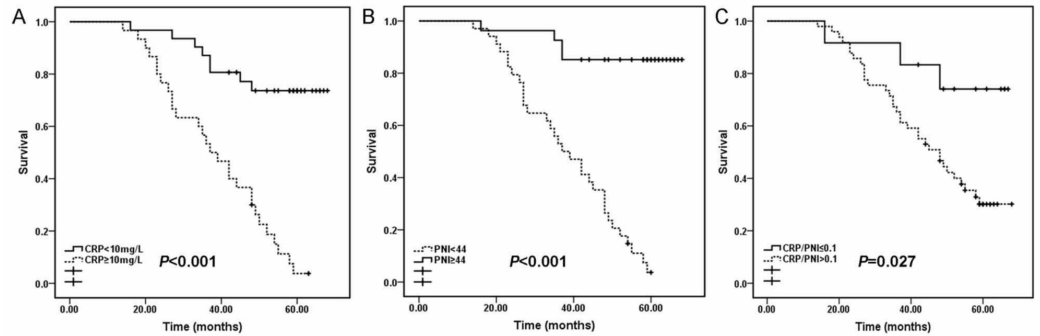 A
1.0
0.8
0.6
0.4
0.2
0.0
Survival
CRP<10mg/L
CRP≥10mg/L
P<0.001
.00
20.00
40.00
60.00
Time (months)
B
1.0
0.8
0.6
0.4
0.2
0.0
Survival
PNI<44
PNI≥44
P<0.001
.00
20.00
40.00
60.00
Time (months)
C
1.0
0.8
0.6
0.4
0.2
0.0
Survival
CRP/PNI≤0.1
CRP/PNI>0.1
P=0.027
.00
20.00
40.00
60.00
Time (months)